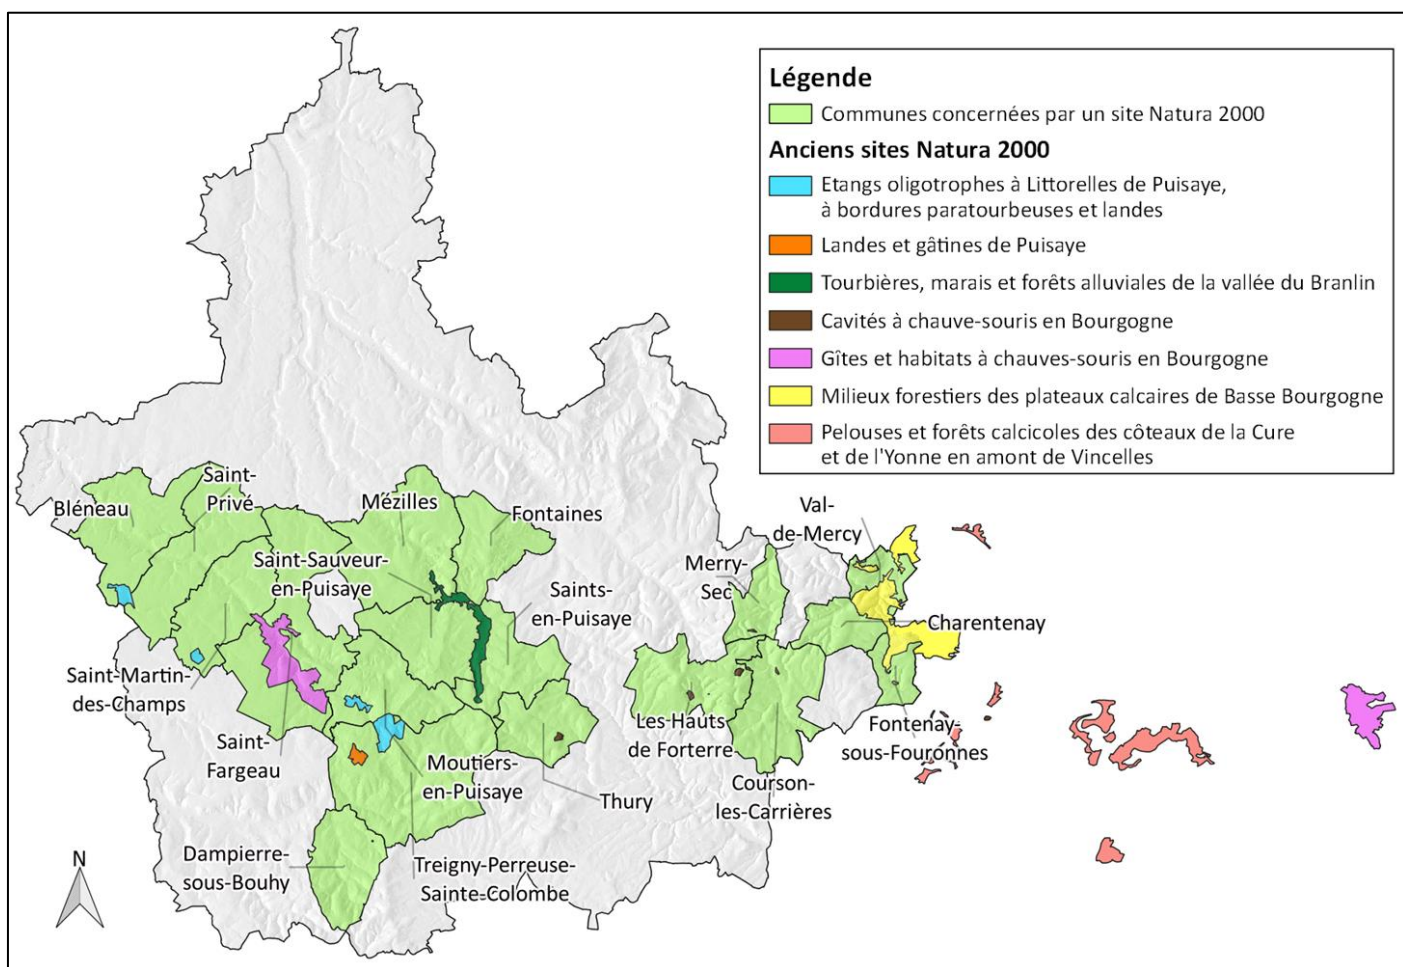 Légende
Communes concernées par un site Natura 2000
Anciens sites Natura 2000
Etangs oligotrophes à Littorelles de Puisaye,
à bordures paratourbeuses et landes
Landes et gâtines de Puisaye
Tourbières, marais et forêts alluviales de la vallée du Branlin
Cavités à chauve-souris en Bourgogne
Gîtes et habitats à chauves-souris en Bourgogne
Milieux forestiers des plateaux calcaires de Basse Bourgogne
Pelouses et forêts calcicoles des côteaux de la Cure
et de l'Yonne en amont de Vincelles
Bléneau
Saint-
Privé
Mézilles
Fontaines
Saint-Sauveur-
en-Puisaye
Saints-
en-Puisaye
Val-
de-Mercy
Merry-
Sec
Charentenay
Saint-Martin-
des-Champs
Saint-
Fargeau
Moutiers-
en-Puisaye
Thury
Les-Hauts
de Forterre
Fontenay-
sous-Fouronnes
Courson-
les-Carrières
Dampierre-
sous-Bouhy
Treigny-Perreuse-
Sainte-Colombe
N